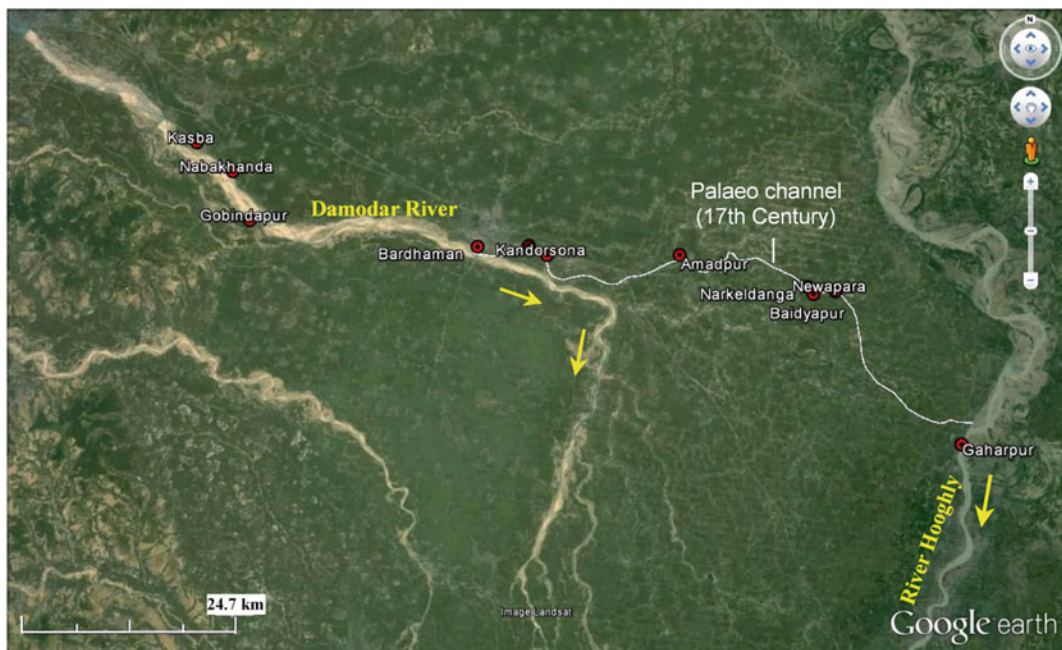 N
Kasba
Nabakhanda
Gobindapur
Damodar River
Palaeo channel
(17th Century)
Bardhaman
Kandorsona
Amadpur
Narkeldanga
Newapara
Baidyapur
Gaharpur
River Hooghly
24.7 km
Image Landsat
Google earth